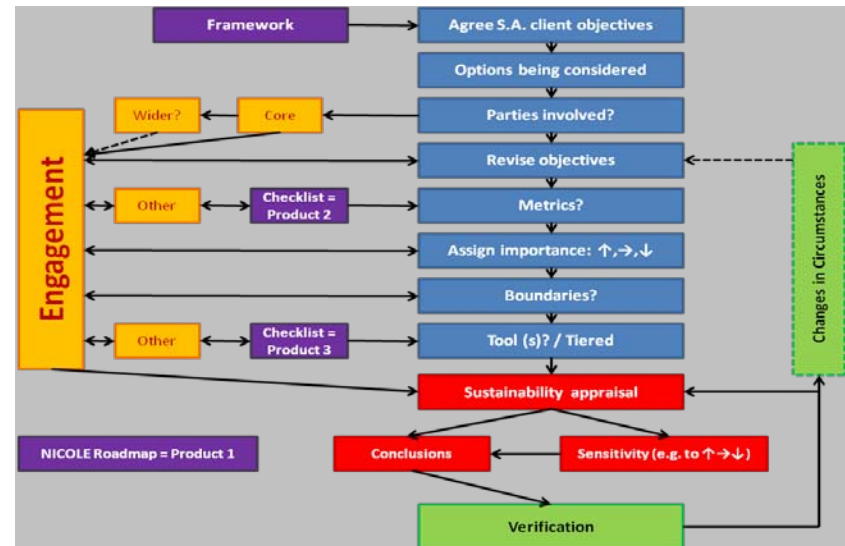 Framework
Agree S.A. client objectives
Options being considered
Wider?
Core
Parties involved?
Revise objectives
Engagement
Other
Checklist =
Product 2
Metrics?
Assign importance: ↑,→,↓
Boundaries?
Other
Checklist =
Product 3
Tool (s)? / Tiered
Changes in Circumstances
Sustainability appraisal
NICOLE Roadmap = Product 1
Conclusions
Sensitivity (e.g. to ↑→↓)
Verification